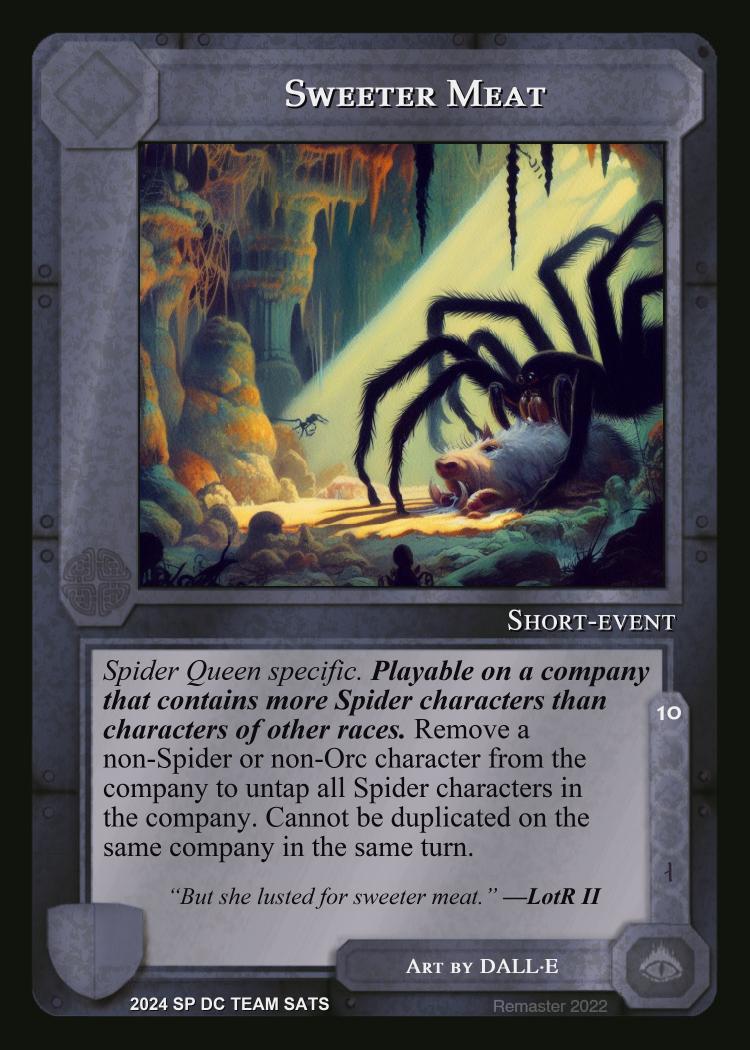 Sweeter Meat
Short-event
Spider Queen specific. Playable on a company
that contains more Spider characters than
characters of other races. Remove a
non-Spider or non-Orc character from the
company to untap all Spider characters in
the company. Cannot be duplicated on the
same company in the same turn.
10
“But she lusted for sweeter meat.” —LotR II
Art by DALL·E
2024 SP DC TEAM SATS
Remaster 2022